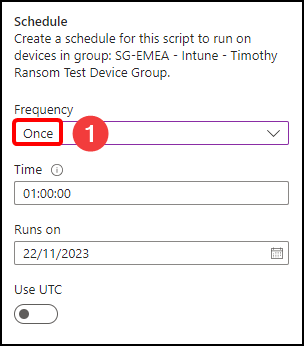 Schedule
Create a schedule for this script to run on
devices in group: SG-EMEA - Intune - Timothy
Ransom Test Device Group.
Frequency
Once 1
Time
01:00:00
Runs on
22/11/2023
Use UTC